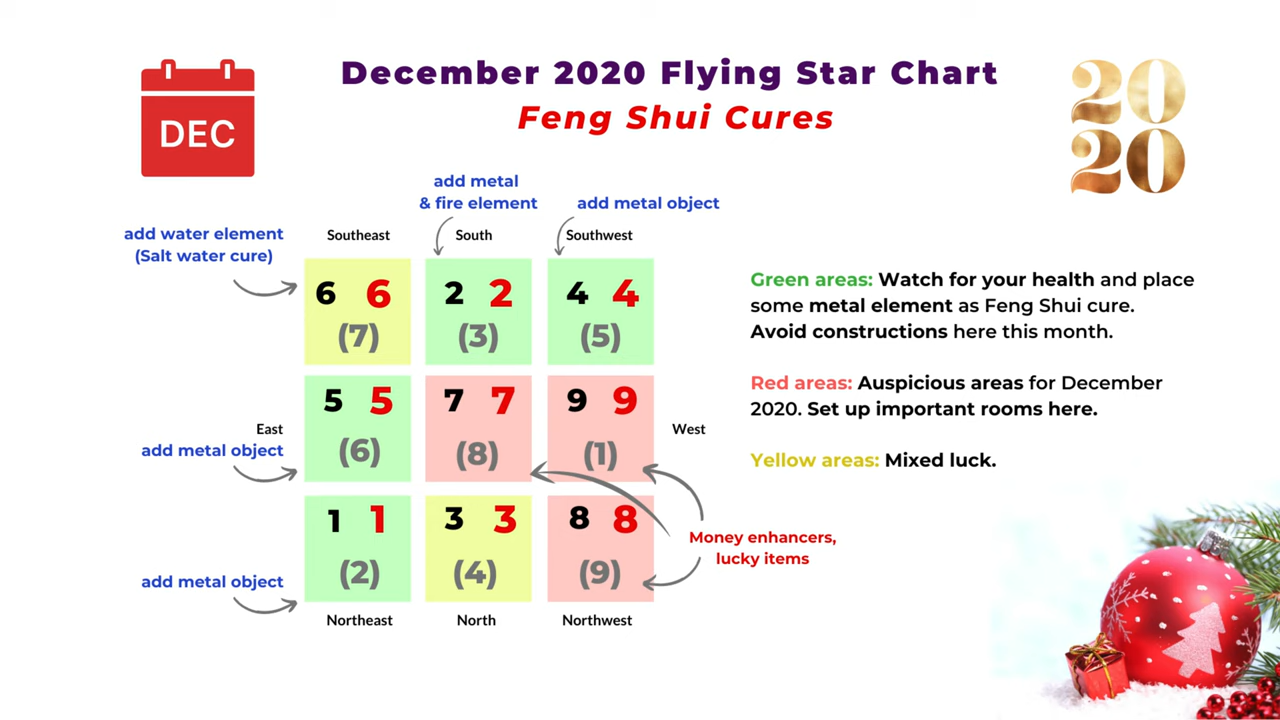 December 2020 Flying Star Chart
Feng Shui Cures
DEC
20
20
add metal
& fire element
add metal object
add water element
(Salt water cure)
Southeast
South
Southwest
6 6
(7)
2 2
(3)
4 4
(5)
Green areas: Watch for your health and place
some metal element as Feng Shui cure.
Avoid constructions here this month.
Red areas: Auspicious areas for December
2020. Set up important rooms here.
Yellow areas: Mixed luck.
East
add metal object
5 5
(6)
7 7
(8)
9 9
(1)
West
add metal object
1 1
(2)
3 3
(4)
8 8
(9)
Money enhancers,
lucky items
Northeast
North
Northwest